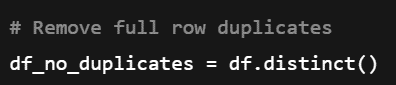 # Remove full row duplicates
df_no_duplicates = df.distinct()